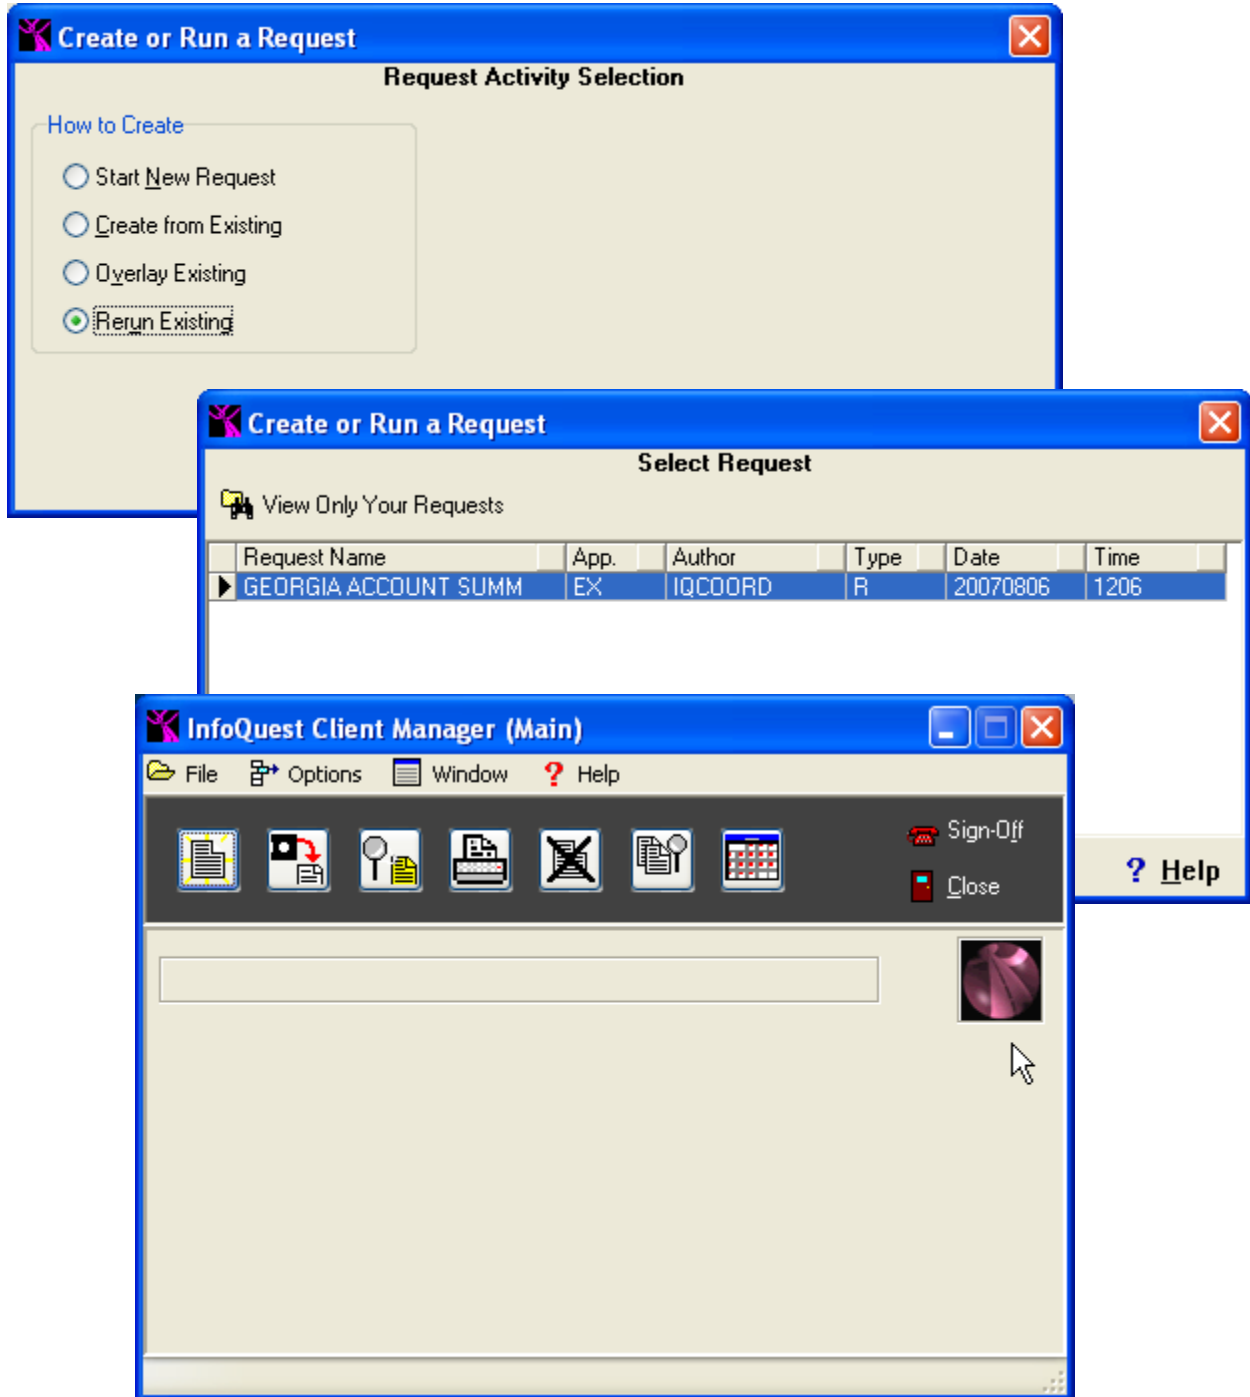 Create or Run a Request
Request Activity Selection
How to Create
Start New Request
Create from Existing
Overlay Existing
Rerun Existing
Create or Run a Request
Select Request
View Only Your Requests
Request Name App. Author Type Date Time
GEORGIA ACCOUNT SUMM EX IQCOORD R 20070806 1206
? Help
InfoQuest Client Manager (Main)
File Options Window ? Help
Sign-Off
Close